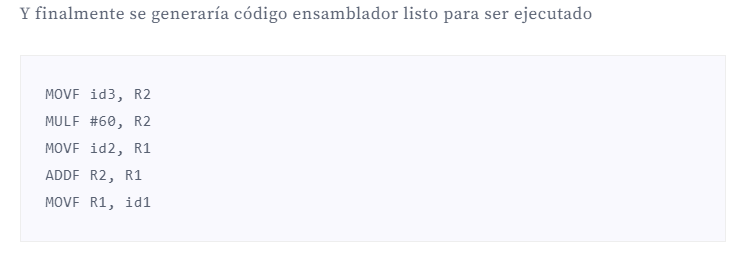 Y finalmente se generaría código ensamblador listo para ser ejecutado
MOVF id3, R2
MULF #60, R2
MOVF id2, R1
ADDF R2, R1
MOVF R1, id1